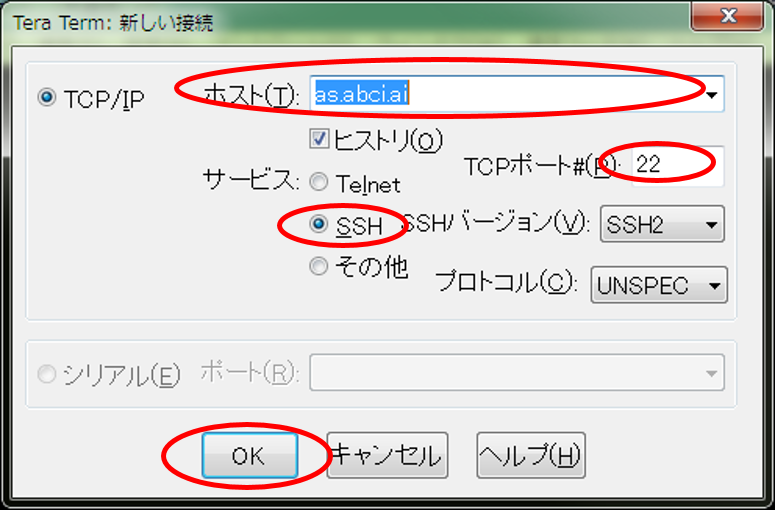 Tera Term: 新しい接続
TCP/IP
ホスト(T): as.abci.ai
ヒストリ(O)
サービス: Telnet
TCPポート#(P): 22
SSH
SSHバージョン(V): SSH2
その他
プロトコル(C): UNSPEC
シリアル(E) ポート(R):
OK キャンセル ヘルプ(H)